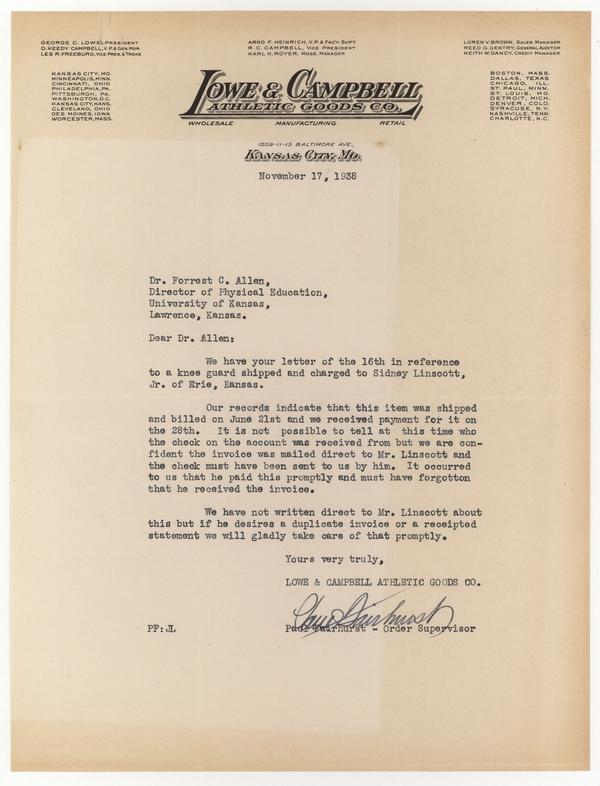 GEORGE C. LOWE, PRESIDENT
O. KEEDY CAMPBELL, V. P. & GEN. MGR.
LES R. FREEBURG, VICE PRES. & TREAS.
ARNO F. HEINRICH, V. P. & FACY. SUPT.
R. C. CAMPBELL, VICE PRESIDENT
KARL H. ROYER, MDSE. MANAGER
LOREN V. BROWN, SALES MANAGER
REED G. GENTRY, GENERAL AUDITOR
KEITH W. DANCY, CREDIT MANAGER
KANSAS CITY, MO.
MINNEAPOLIS, MINN.
CINCINNATI, OHIO
PHILADELPHIA, PA.
PITTSBURGH, PA.
WASHINGTON, D.C.
KANSAS CITY, KANS.
CLEVELAND, OHIO
DES MOINES, IOWA
WORCESTER, MASS.
LOWE & CAMPBELL
ATHLETIC GOODS CO.
WHOLESALE MANUFACTURING RETAIL
BOSTON, MASS.
DALLAS, TEXAS
CHICAGO, ILL.
ST. PAUL, MINN.
ST. LOUIS, MO.
DETROIT, MICH.
DENVER, COLO.
SYRACUSE, N.Y.
NASHVILLE, TENN.
CHARLOTTE, N.C.
1509-11-13 BALTIMORE AVE.,
KANSAS CITY, MO.
November 17, 1938
Dr. Forrest C. Allen,
Director of Physical Education,
University of Kansas,
Lawrence, Kansas.
Dear Dr. Allen:
We have your letter of the 16th in reference
to a knee guard shipped and charged to Sidney Linscott,
Jr. of Erie, Kansas.
Our records indicate that this item was shipped
and billed on June 21st and we received payment for it on
the 28th. It is not possible to tell at this time who
the check on the account was received from but we are con-
fident the invoice was mailed direct to Mr. Linscott and
the check must have been sent to us by him. It occurred
to us that he paid this promptly and must have forgotton
that he received the invoice.
We have not written direct to Mr. Linscott about
this but if he desires a duplicate invoice or a receipted
statement we will gladly take care of that promptly.
Yours very truly,
LOWE & CAMPBELL ATHLETIC GOODS CO.
Paul Fairhurst
PF:JL Paul Fairhurst - Order Supervisor